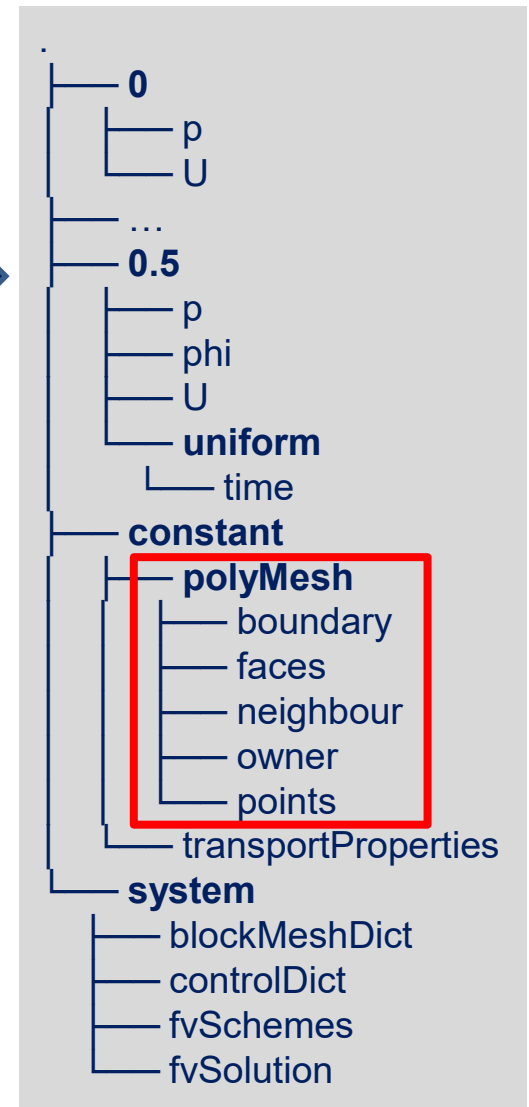 .
0
p
U
...
0.5
p
phi
U
uniform
time
constant
polyMesh
boundary
faces
neighbour
owner
points
transportProperties
system
blockMeshDict
controlDict
fvSchemes
fvSolution